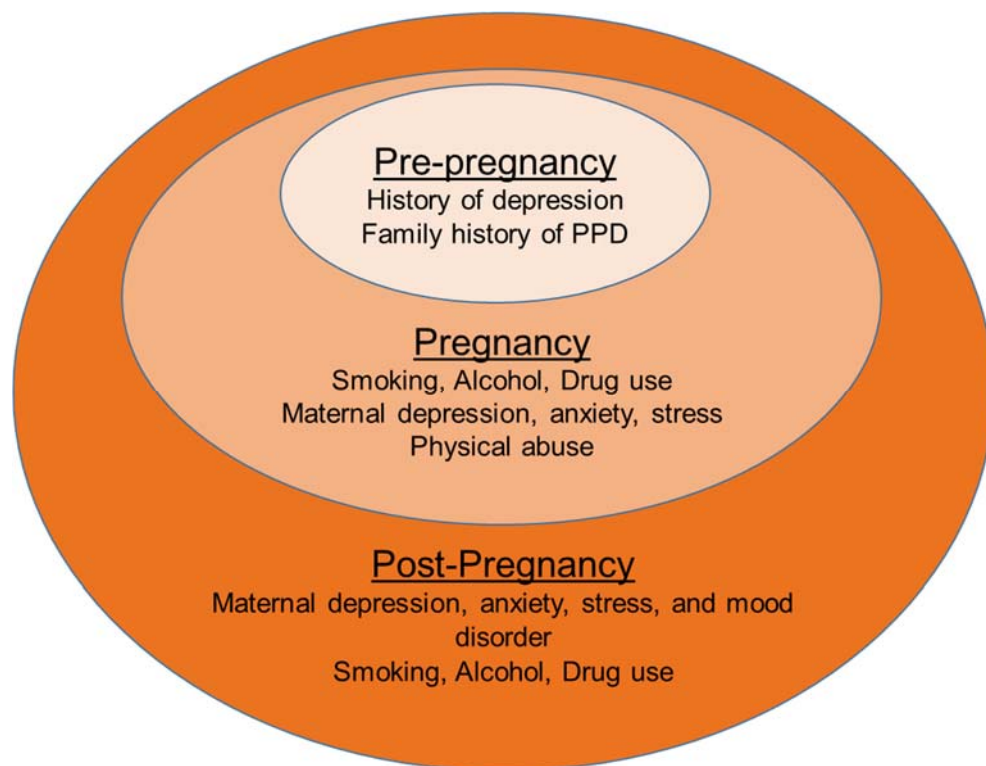 Pre-pregnancy
History of depression
Family history of PPD
Pregnancy
Smoking, Alcohol, Drug use
Maternal depression, anxiety, stress
Physical abuse
Post-Pregnancy
Maternal depression, anxiety, stress, and mood
disorder
Smoking, Alcohol, Drug use